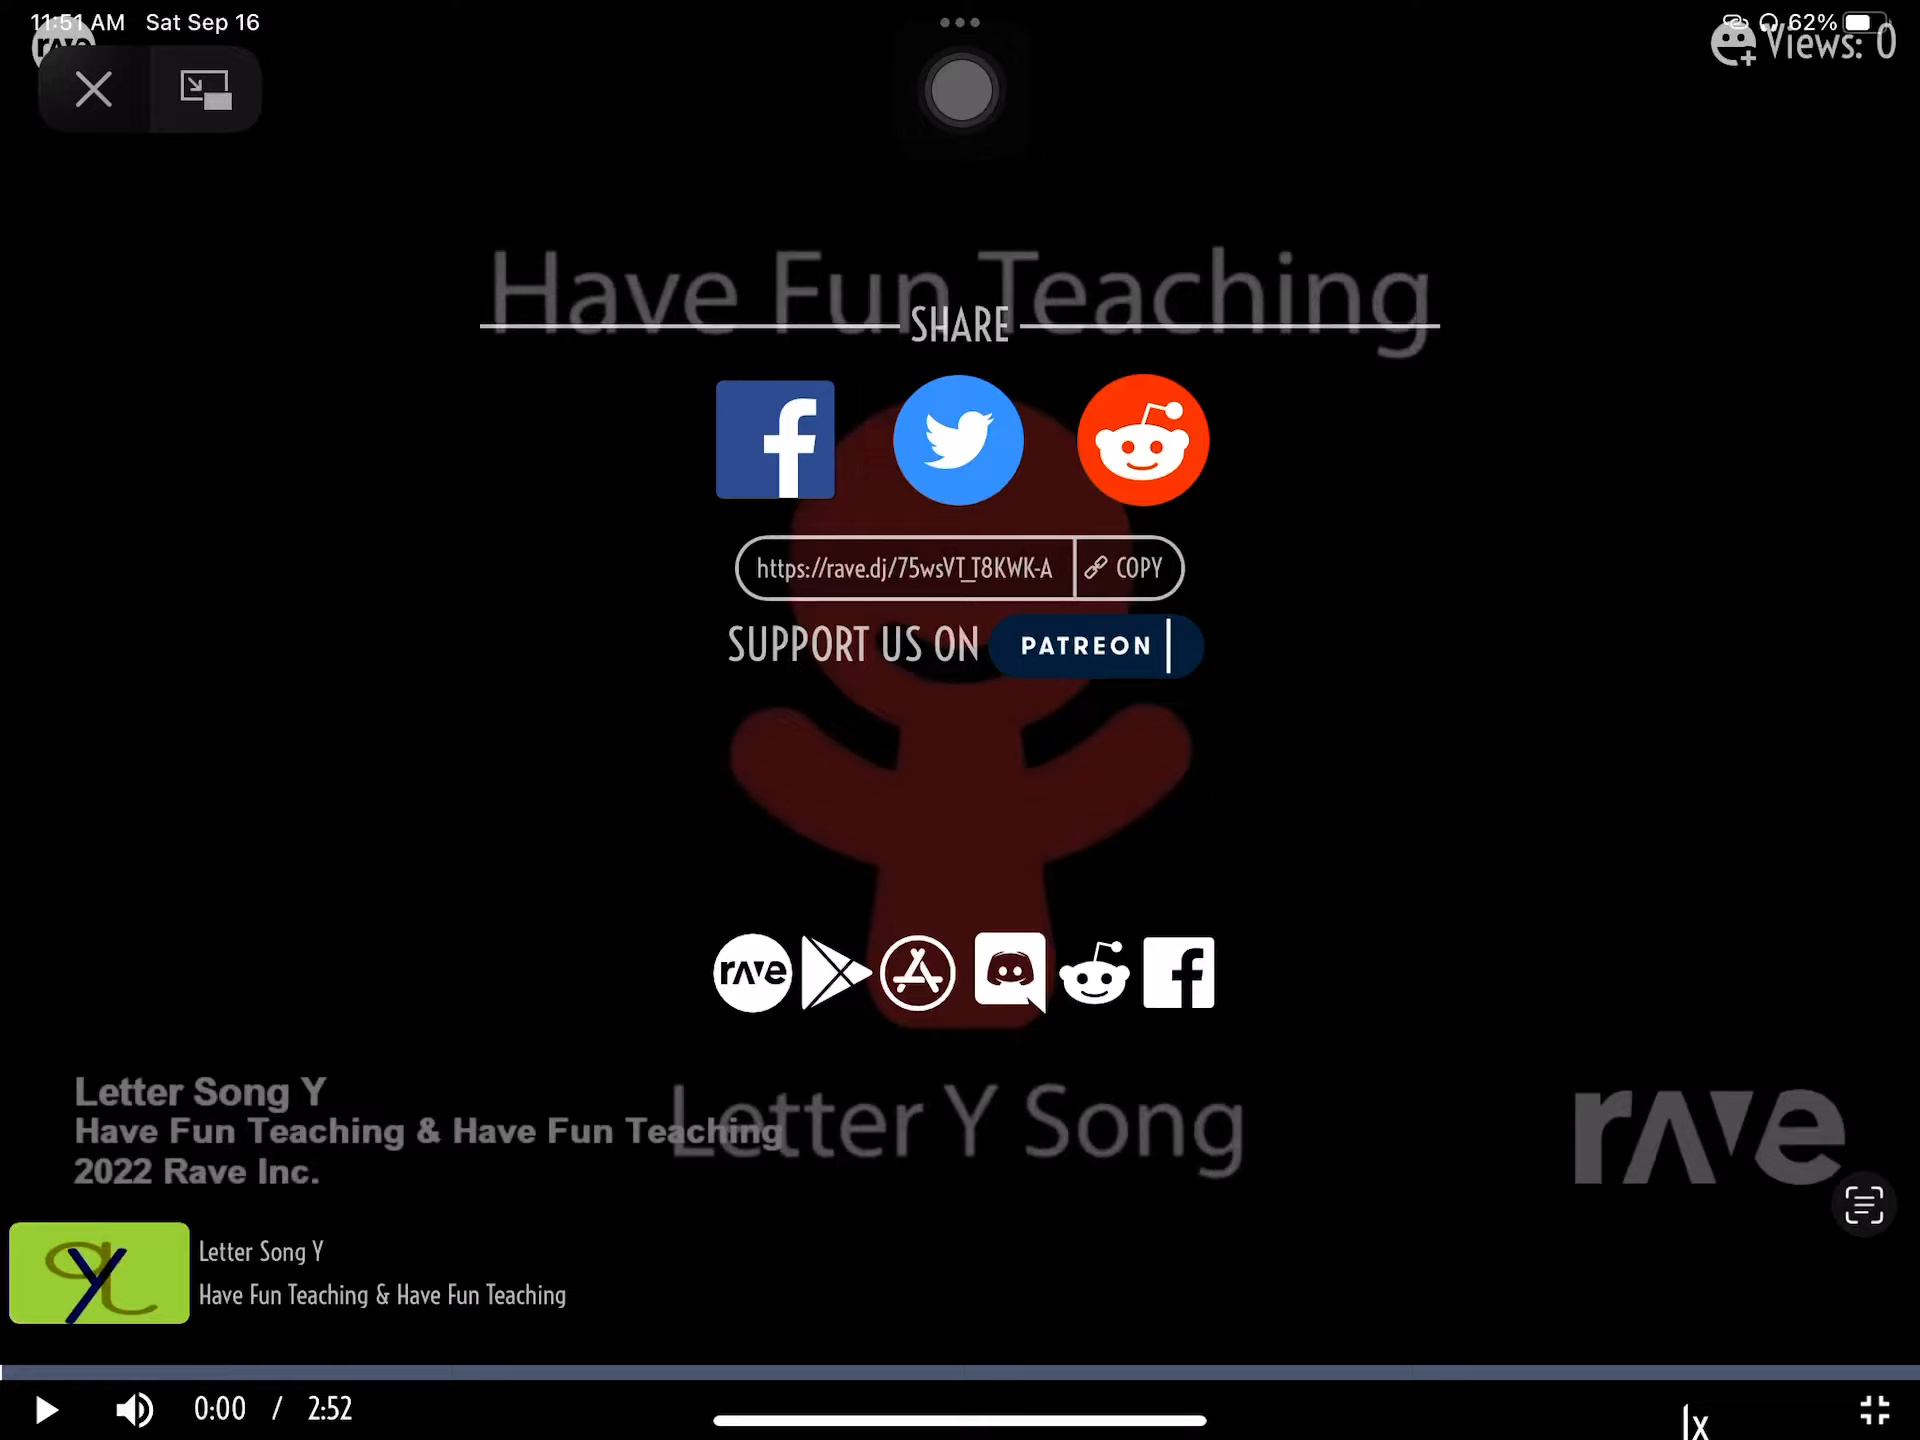 11:51 AM Sat Sep 16
62%
rave
Views: 0
Have Fun Teaching
SHARE
https://rave.dj/75wsVT_T8KWK-A
COPY
SUPPORT US ON PATREON
rave
Letter Song Y
Have Fun Teaching & Have Fun Teaching
2022 Rave Inc.
Letter Y Song
rave
Y
Letter Song Y
Have Fun Teaching & Have Fun Teaching
0:00 / 2:52
1x